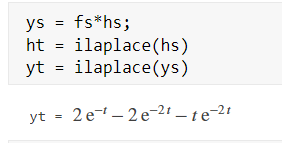 ys = fs*hs;
ht = ilaplace(hs)
yt = ilaplace(ys)
yt = 2 e⁻ᵗ – 2 e⁻²ᵗ – t e⁻²ᵗ